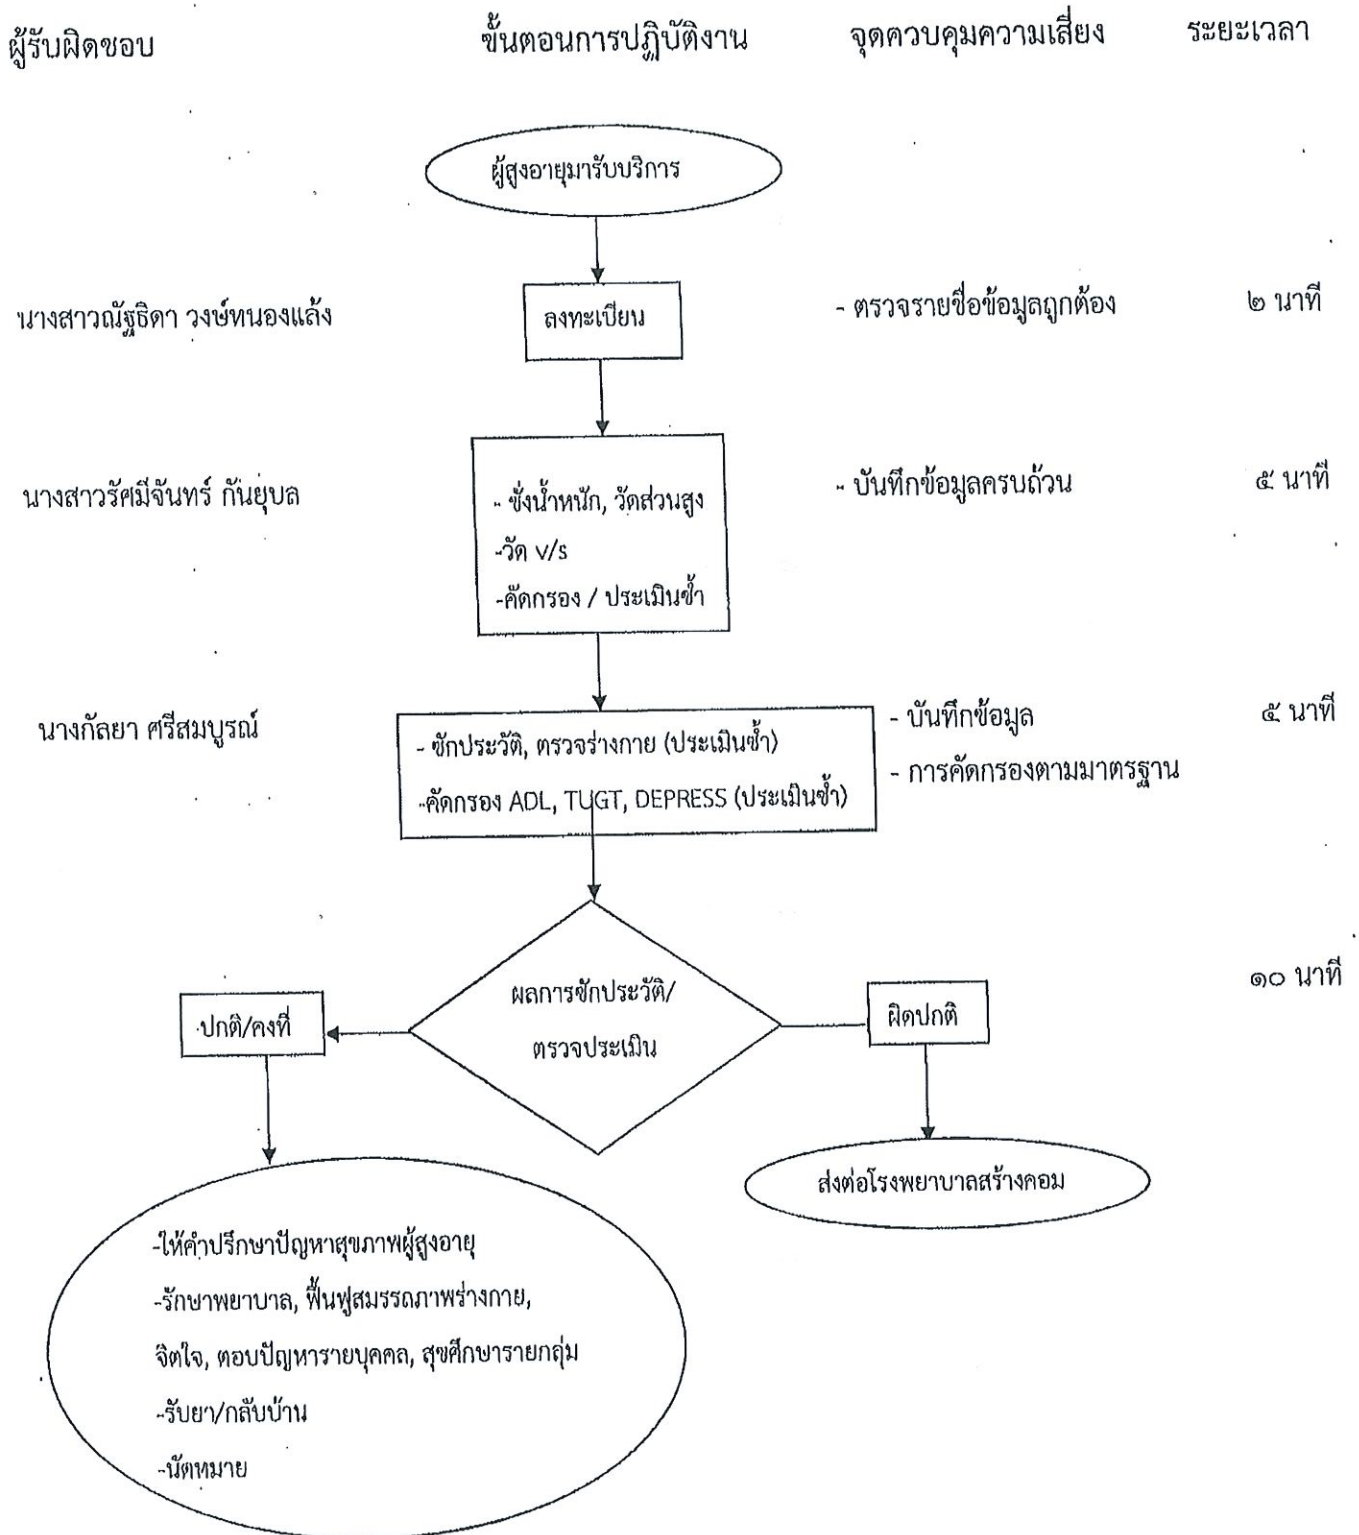 ผู้รับผิดชอบ ขั้นตอนการปฏิบัติงาน จุดควบคุมความเสี่ยง ระยะเวลา
ผู้สูงอายุมารับบริการ
นางสาวณัฐธิดา วงษ์หนองแล้ง ลงทะเบียน - ตรวจรายชื่อข้อมูลถูกต้อง ๒ นาที
นางสาวรัศมีจันทร์ กันยุบล - ชั่งน้ำหนัก, วัดส่วนสูง - บันทึกข้อมูลครบถ้วน ๕ นาที
-วัด v/s
-คัดกรอง / ประเมินซ้ำ
นางกัลยา ศรีสมบูรณ์ - ซักประวัติ, ตรวจร่างกาย (ประเมินซ้ำ) - บันทึกข้อมูล ๕ นาที
-คัดกรอง ADL, TUGT, DEPRESS (ประเมินซ้ำ) - การคัดกรองตามมาตรฐาน
๑๐ นาที
ปกติ/คงที่ ผลการซักประวัติ/ ผิดปกติ
ตรวจประเมิน
ส่งต่อโรงพยาบาลสร้างคอม
-ให้คำปรึกษาปัญหาสุขภาพผู้สูงอายุ
-รักษาพยาบาล, ฟื้นฟูสมรรถภาพร่างกาย,
จิตใจ, ตอบปัญหารายบุคคล, สุขศึกษารายกลุ่ม
-รับยา/กลับบ้าน
-นัดหมาย